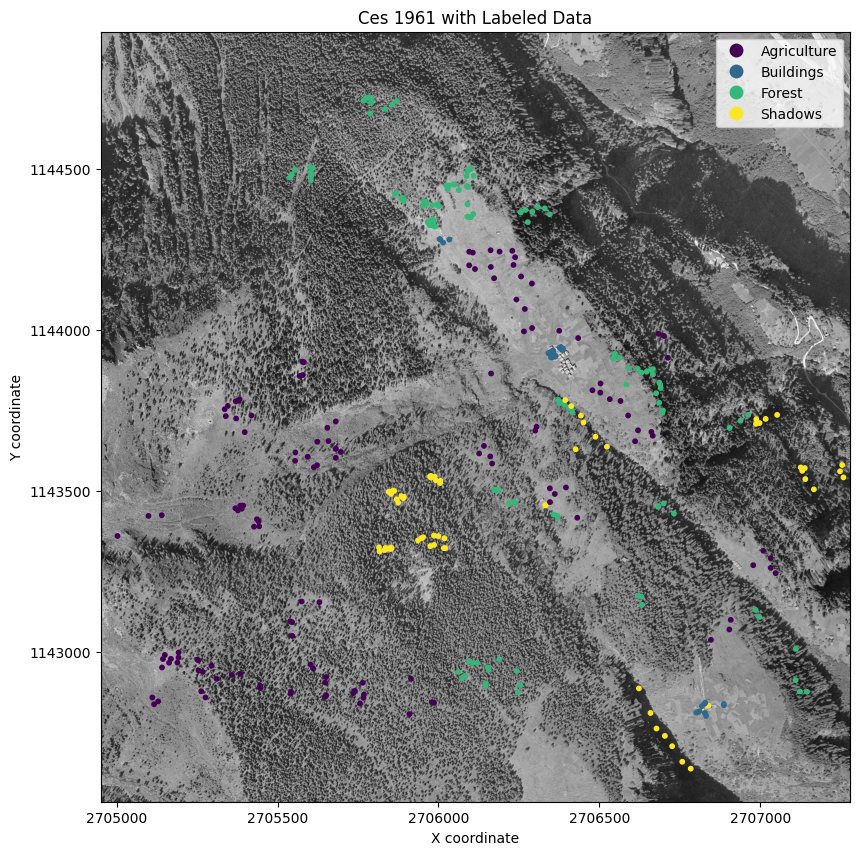 Ces 1961 with Labeled Data
Agriculture
Buildings
Forest
Shadows
Y coordinate
1144500
1144000
1143500
1143000
2705000 2705500 2706000 2706500 2707000
X coordinate